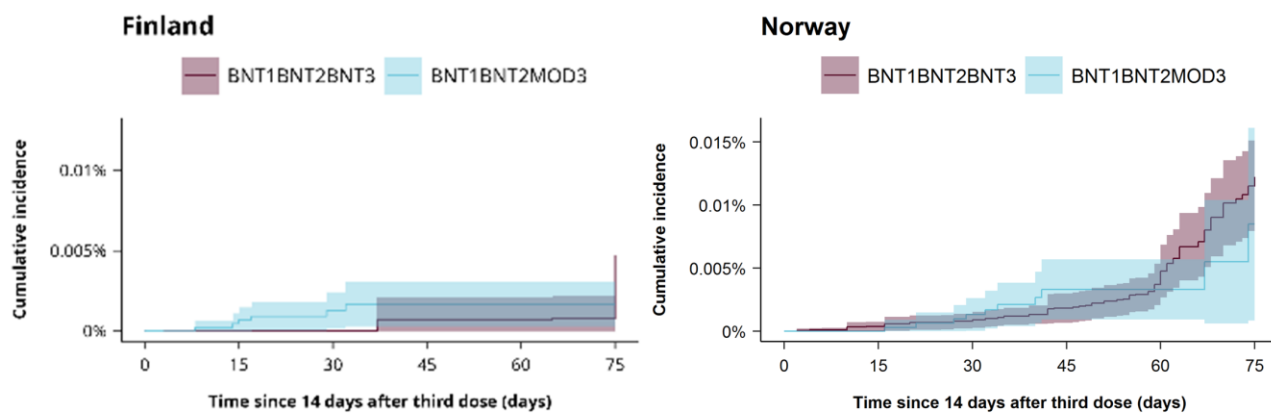 Finland
BNT1BNT2BNT3 BNT1BNT2MOD3
Cumulative incidence
0.01%
0.005%
0%
0 15 30 45 60 75
Time since 14 days after third dose (days)
Norway
BNT1BNT2BNT3 BNT1BNT2MOD3
Cumulative incidence
0.015%
0.01%
0.005%
0%
0 15 30 45 60 75
Time since 14 days after third dose (days)